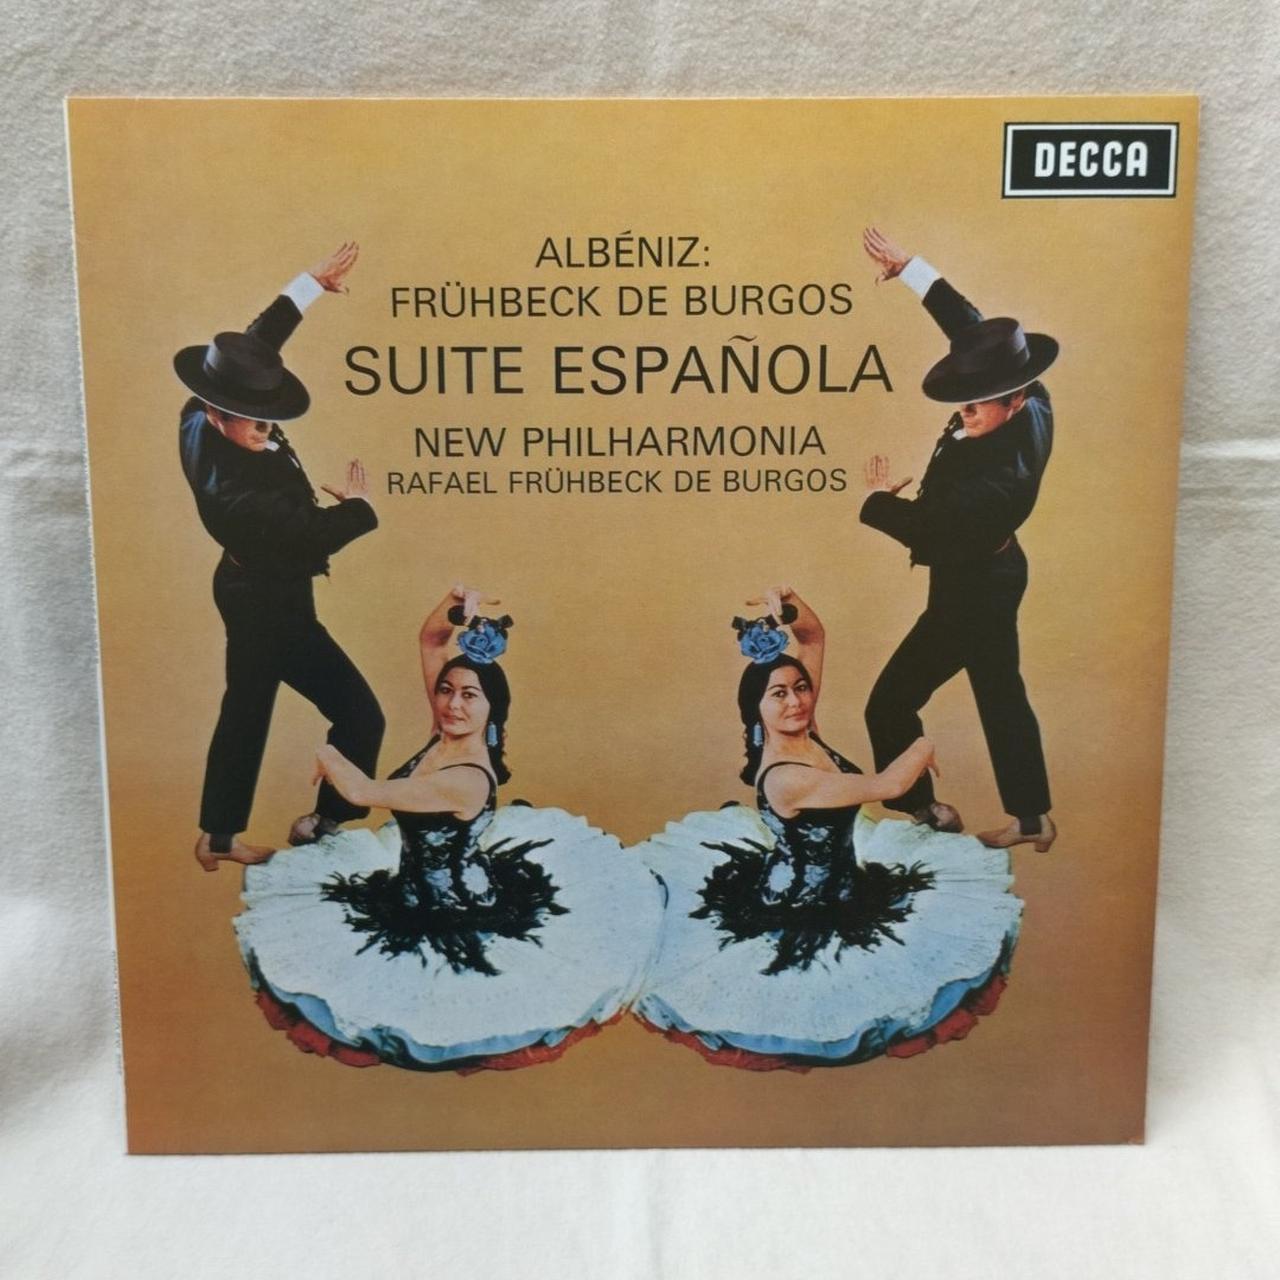 DECCA
ALBÉNIZ:
FRÜHBECK DE BURGOS
SUITE ESPAÑOLA
NEW PHILHARMONIA
RAFAEL FRÜHBECK DE BURGOS